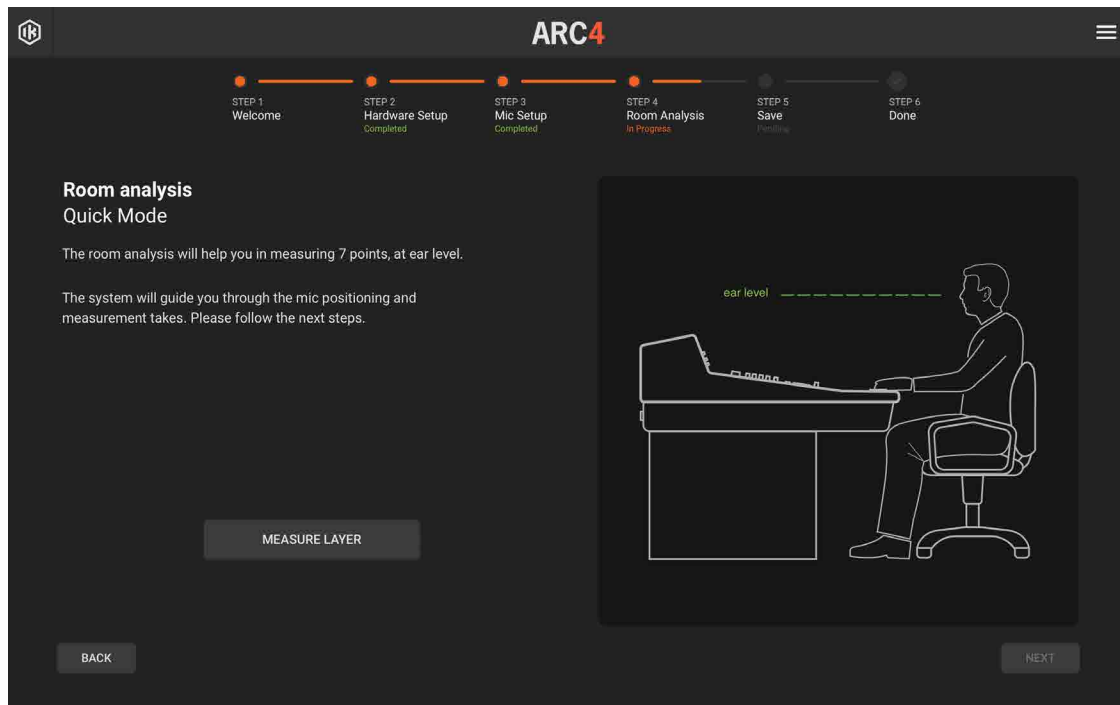 IK
ARC4
STEP 1
Welcome
STEP 2
Hardware Setup
Completed
STEP 3
Mic Setup
Completed
STEP 4
Room Analysis
In Progress
STEP 5
Save
Pending
STEP 6
Done
Room analysis
Quick Mode
The room analysis will help you in measuring 7 points, at ear level.
The system will guide you through the mic positioning and
measurement takes. Please follow the next steps.
ear level
MEASURE LAYER
BACK
NEXT